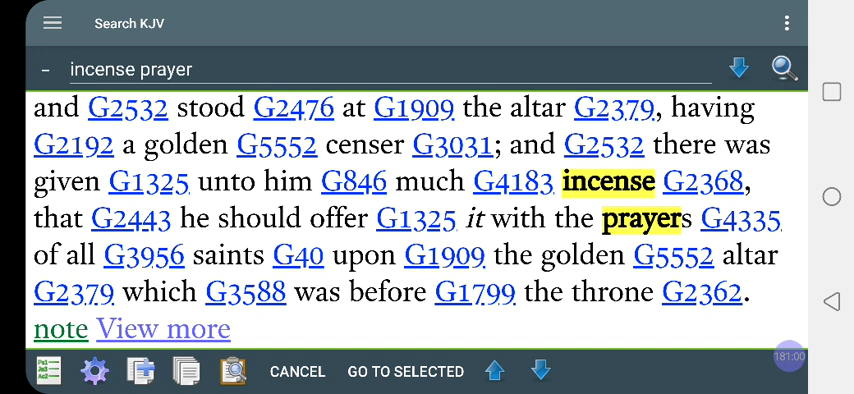 Search KJV
- incense prayer
and G2532 stood G2476 at G1909 the altar G2379, having
G2192 a golden G5552 censer G3031; and G2532 there was
given G1325 unto him G846 much G4183 incense G2368,
that G2443 he should offer G1325 it with the prayers G4335
of all G3956 saints G40 upon G1909 the golden G5552 altar
G2379 which G3588 was before G1799 the throne G2362.
note View more
181:00
CANCEL GO TO SELECTED